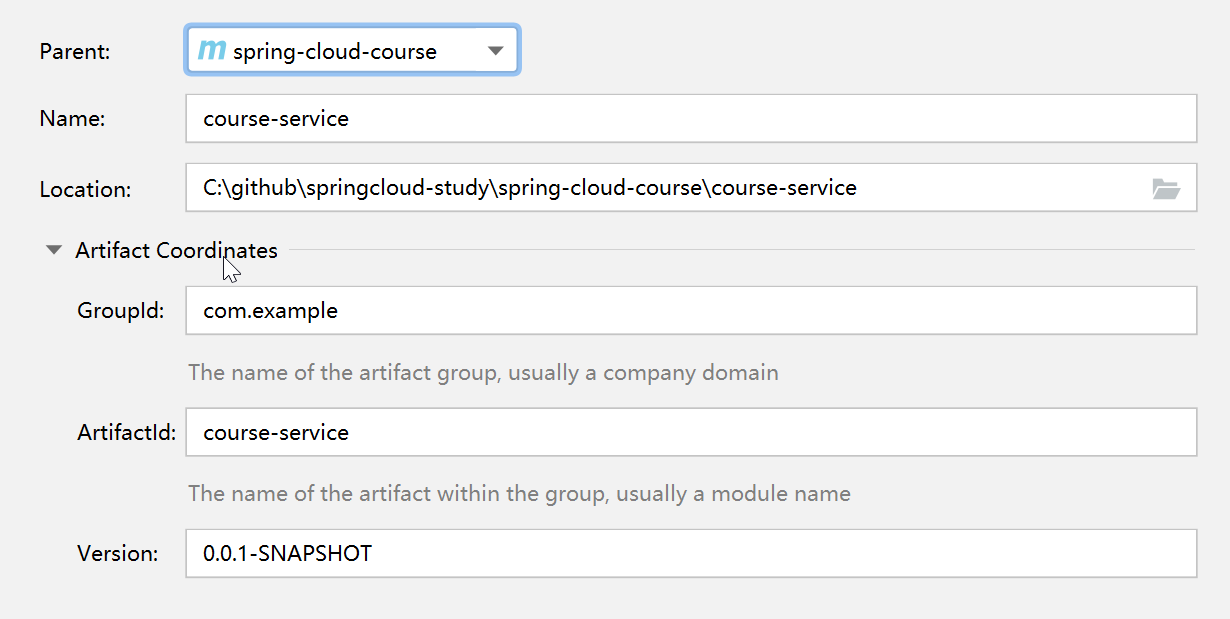 Parent: m spring-cloud-course
Name: course-service
Location: C:\github\springcloud-study\spring-cloud-course\course-service
Artifact Coordinates
GroupId: com.example
The name of the artifact group, usually a company domain
ArtifactId: course-service
The name of the artifact within the group, usually a module name
Version: 0.0.1-SNAPSHOT